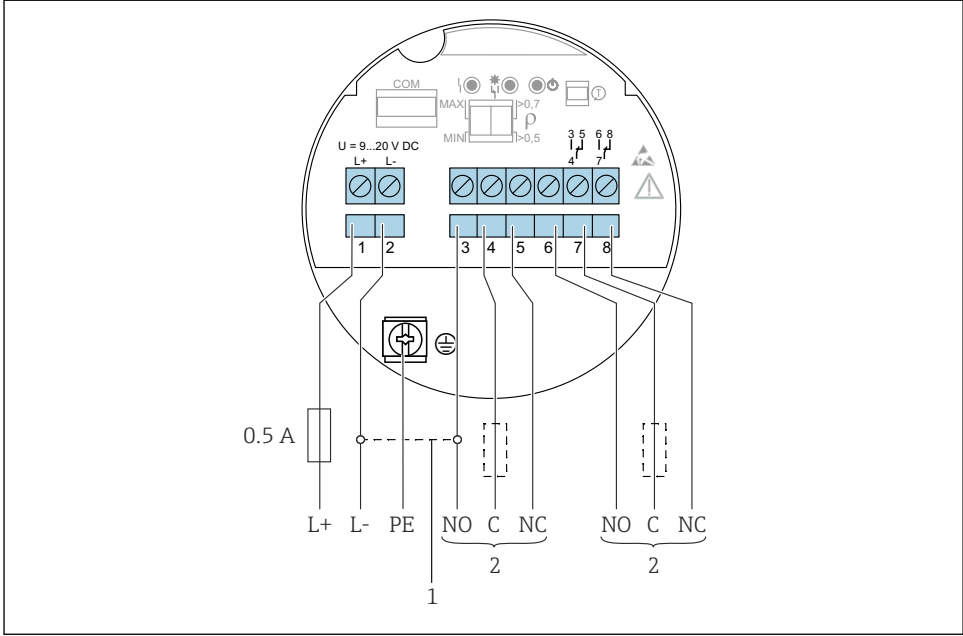 COM
MAX
>0,7
ρ
MIN
>0,5
T
U = 9...20 V DC
L+ L-
3 5
4
6 8
7
1 2 3 4 5 6 7 8
0.5 A
L+ L- PE NO C NC NO C NC
2 2
1